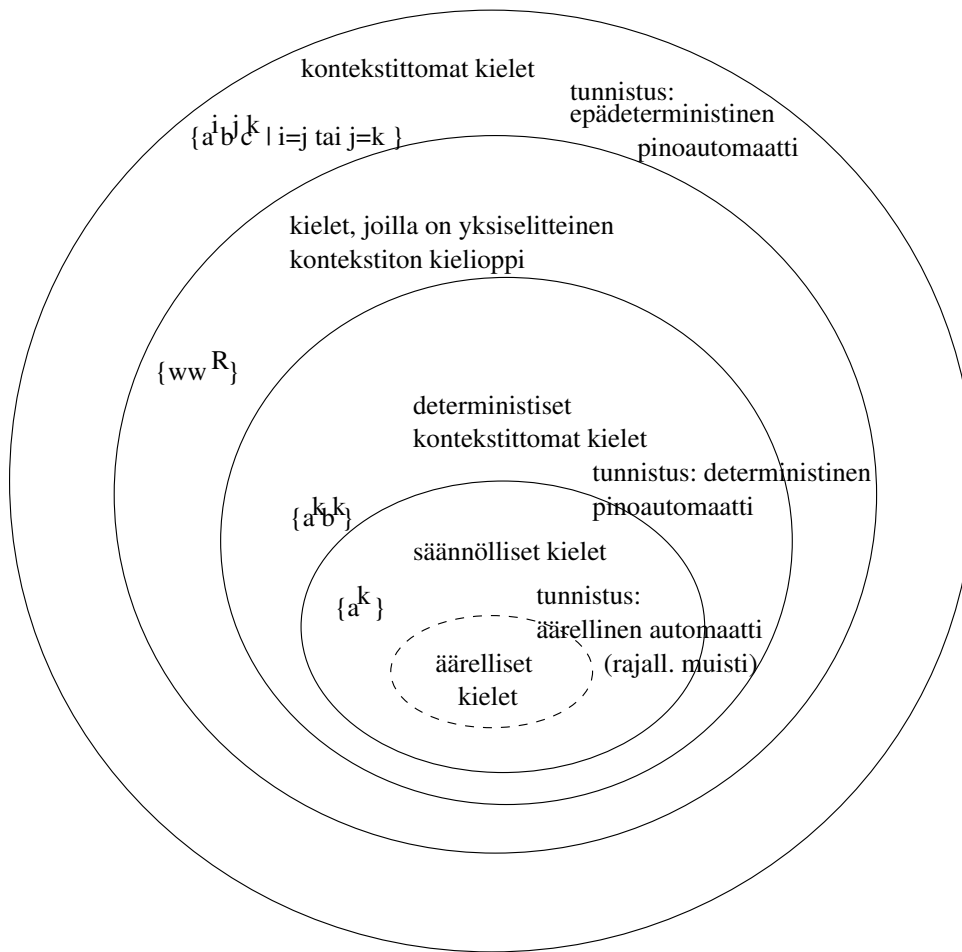 kontekstittomat kielet
tunnistus:
epädeterministinen
pinoautomaatti
{a^i b^j c^k | i=j tai j=k }
kielet, joilla on yksiselitteinen
kontekstiton kielioppi
{ww^R}
deterministiset
kontekstittomat kielet
tunnistus: deterministinen
pinoautomaatti
{a^k b^k}
säännölliset kielet
{a^k }
tunnistus:
äärellinen automaatti
(rajall. muisti)
äärelliset
kielet